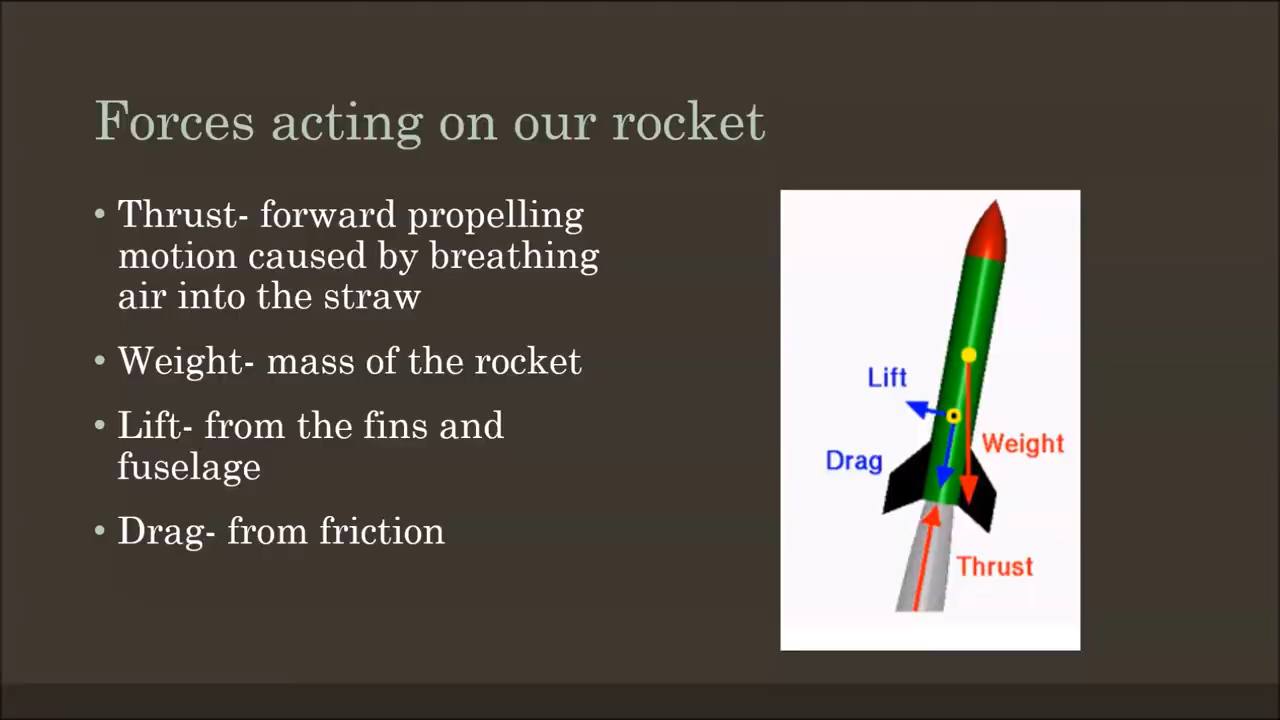 Forces acting on our rocket
• Thrust- forward propelling
motion caused by breathing
air into the straw
• Weight- mass of the rocket
• Lift- from the fins and
fuselage
• Drag- from friction
Lift
Weight
Drag
Thrust